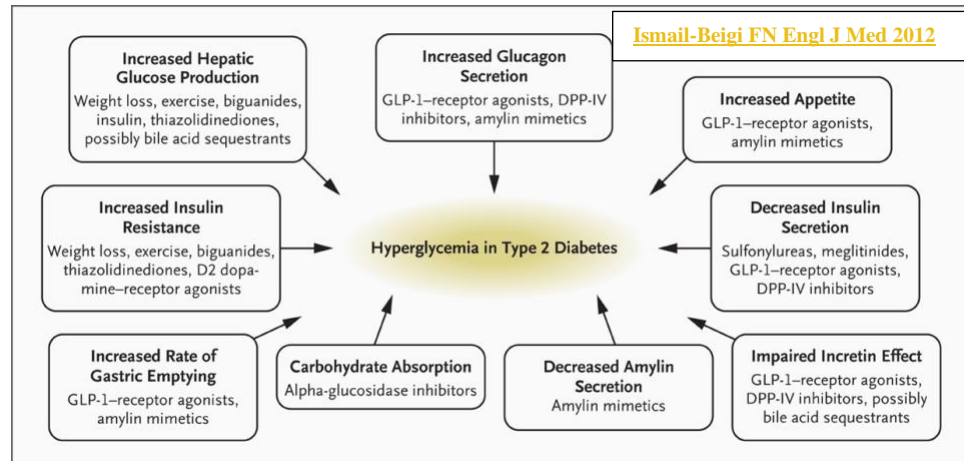 Ismail-Beigi FN Engl J Med 2012
Increased Hepatic
Glucose Production
Weight loss, exercise, biguanides,
insulin, thiazolidinediones,
possibly bile acid sequestrants
Increased Glucagon
Secretion
GLP-1–receptor agonists, DPP-IV
inhibitors, amylin mimetics
Increased Appetite
GLP-1–receptor agonists,
amylin mimetics
Increased Insulin
Resistance
Weight loss, exercise, biguanides,
thiazolidinediones, D2 dopa-
mine–receptor agonists
Hyperglycemia in Type 2 Diabetes
Decreased Insulin
Secretion
Sulfonylureas, meglitinides,
GLP-1–receptor agonists,
DPP-IV inhibitors
Increased Rate of
Gastric Emptying
GLP-1–receptor agonists,
amylin mimetics
Carbohydrate Absorption
Alpha-glucosidase inhibitors
Decreased Amylin
Secretion
Amylin mimetics
Impaired Incretin Effect
GLP-1–receptor agonists,
DPP-IV inhibitors, possibly
bile acid sequestrants